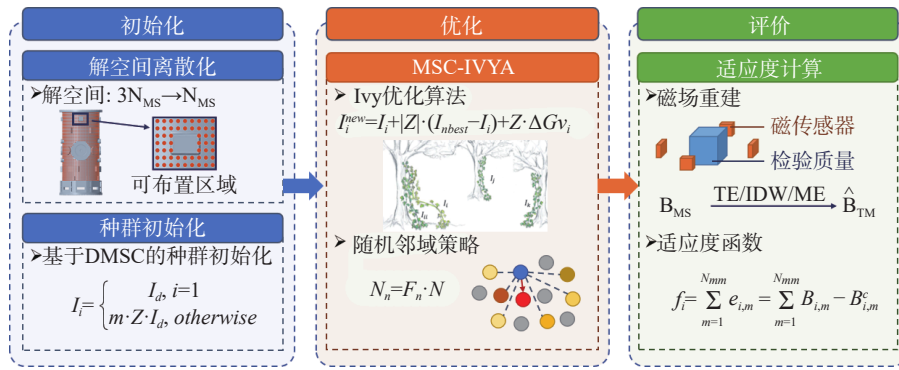 初始化
解空间离散化
➤解空间: 3N_MS→N_MS
可布置区域
种群初始化
➤基于DMSC的种群初始化
I_i={ I_d, i=1
m·Z·I_d, otherwise
优化
MSC-IVYA
➤ Ivy优化算法
I_i^new=I_i+|Z|·(I_nbest−I_i)+Z·ΔGv_i
I_i
I_j
I_ii
I_k
➤随机邻域策略
N_n=F_n·N
评价
适应度计算
➤磁场重建
磁传感器
检验质量
B_MS TE/IDW/ME B̂_TM
➤适应度函数
f_i=∑_{m=1}^{N_mm} e_{i,m}=∑_{m=1}^{N_mm} B_{i,m}−B^c_{i,m}